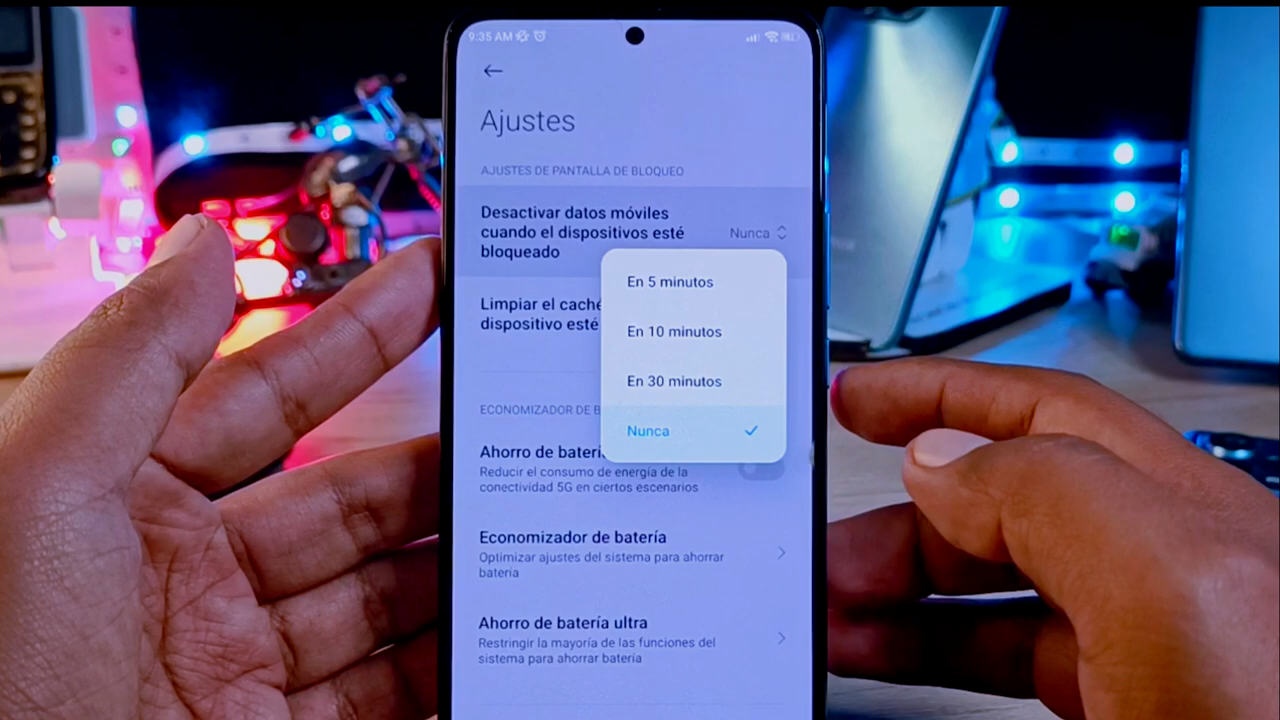 9:35 AM
Ajustes
AJUSTES DE PANTALLA DE BLOQUEO
Desactivar datos móviles
cuando el dispositivos esté
bloqueado
Nunca
En 5 minutos
En 10 minutos
En 30 minutos
Nunca
Limpiar el caché
dispositivo esté
ECONOMIZADOR DE B
Ahorro de baterí
Reducir el consumo de energía de la
conectividad 5G en ciertos escenarios
Economizador de batería
Optimizar ajustes del sistema para ahorrar
batería
Ahorro de batería ultra
Restringir la mayoría de las funciones del
sistema para ahorrar batería